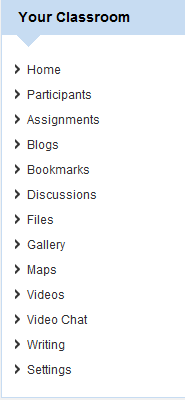 Your Classroom
Home
Participants
Assignments
Blogs
Bookmarks
Discussions
Files
Gallery
Maps
Videos
Video Chat
Writing
Settings